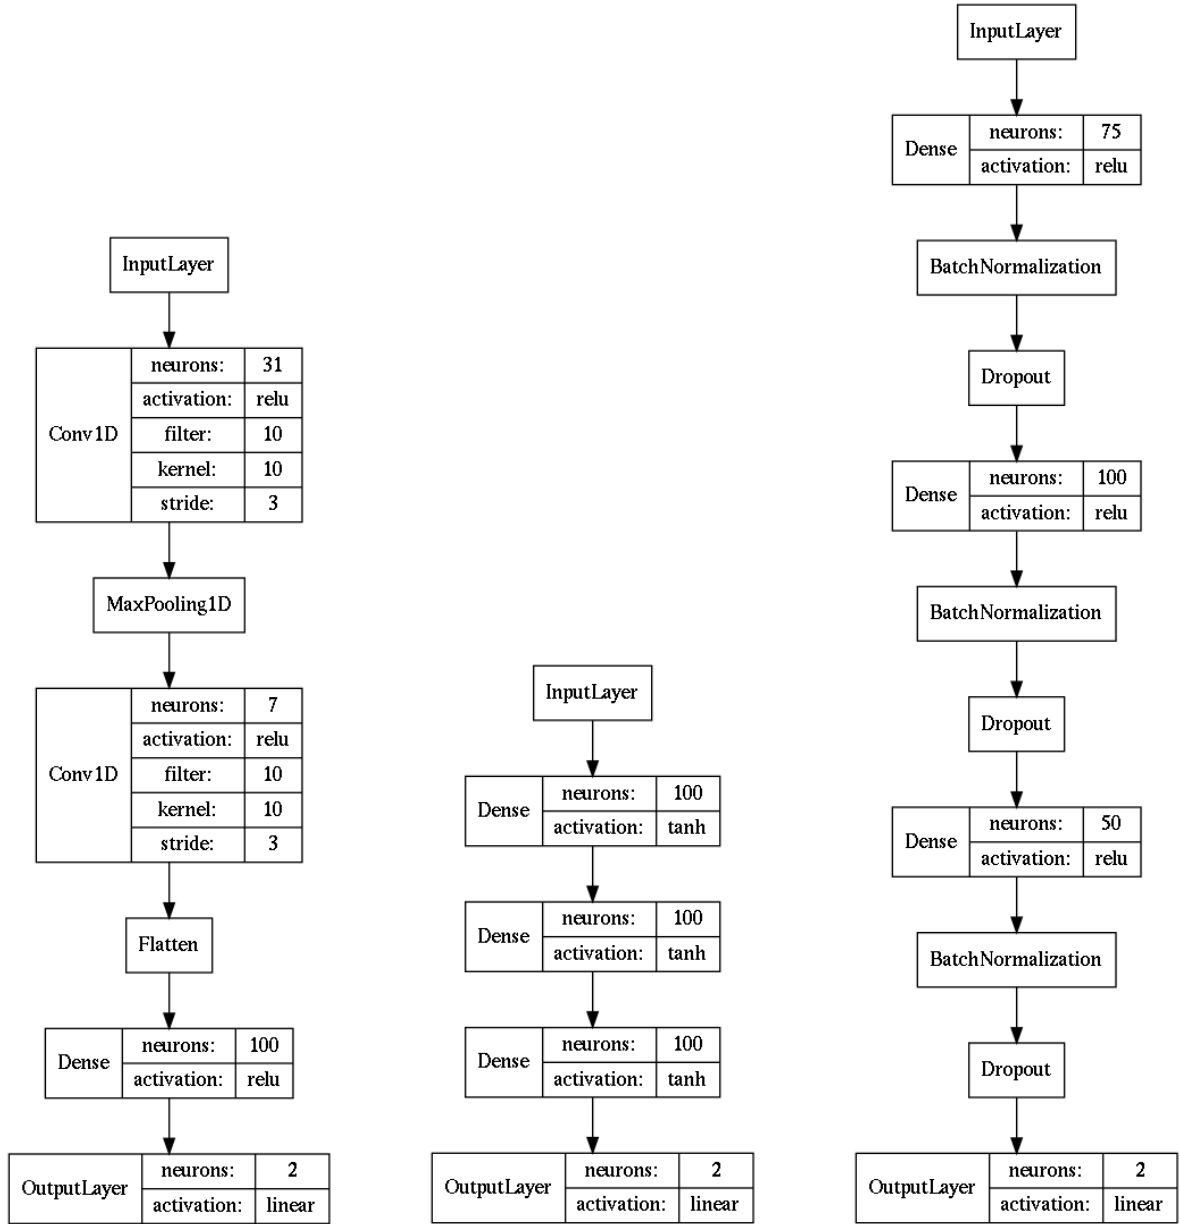 InputLayer
Conv1D
neurons: 31
activation: relu
filter: 10
kernel: 10
stride: 3
MaxPooling1D
Conv1D
neurons: 7
activation: relu
filter: 10
kernel: 10
stride: 3
Flatten
Dense
neurons: 100
activation: relu
OutputLayer
neurons: 2
activation: linear
InputLayer
Dense
neurons: 100
activation: tanh
Dense
neurons: 100
activation: tanh
Dense
neurons: 100
activation: tanh
OutputLayer
neurons: 2
activation: linear
InputLayer
Dense
neurons: 75
activation: relu
BatchNormalization
Dropout
Dense
neurons: 100
activation: relu
BatchNormalization
Dropout
Dense
neurons: 50
activation: relu
BatchNormalization
Dropout
OutputLayer
neurons: 2
activation: linear